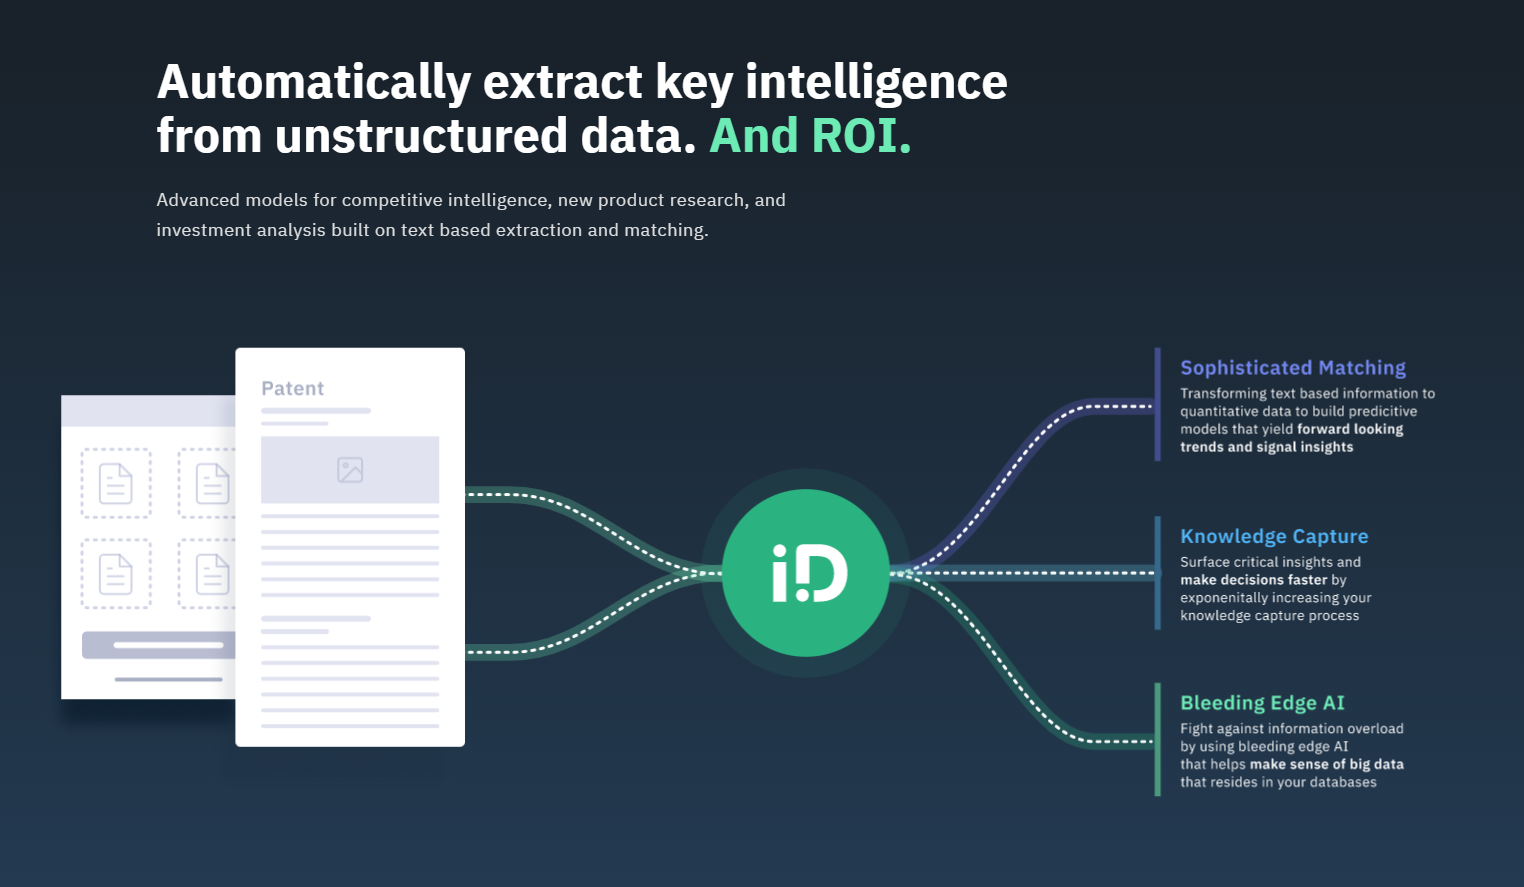 Automatically extract key intelligence
from unstructured data. And ROI.
Advanced models for competitive intelligence, new product research, and
investment analysis built on text based extraction and matching.
Patent
iD
Sophisticated Matching
Transforming text based information to
quantitative data to build predicitive
models that yield forward looking
trends and signal insights
Knowledge Capture
Surface critical insights and
make decisions faster by
exponenitally increasing your
knowledge capture process
Bleeding Edge AI
Fight against information overload
by using bleeding edge AI
that helps make sense of big data
that resides in your databases